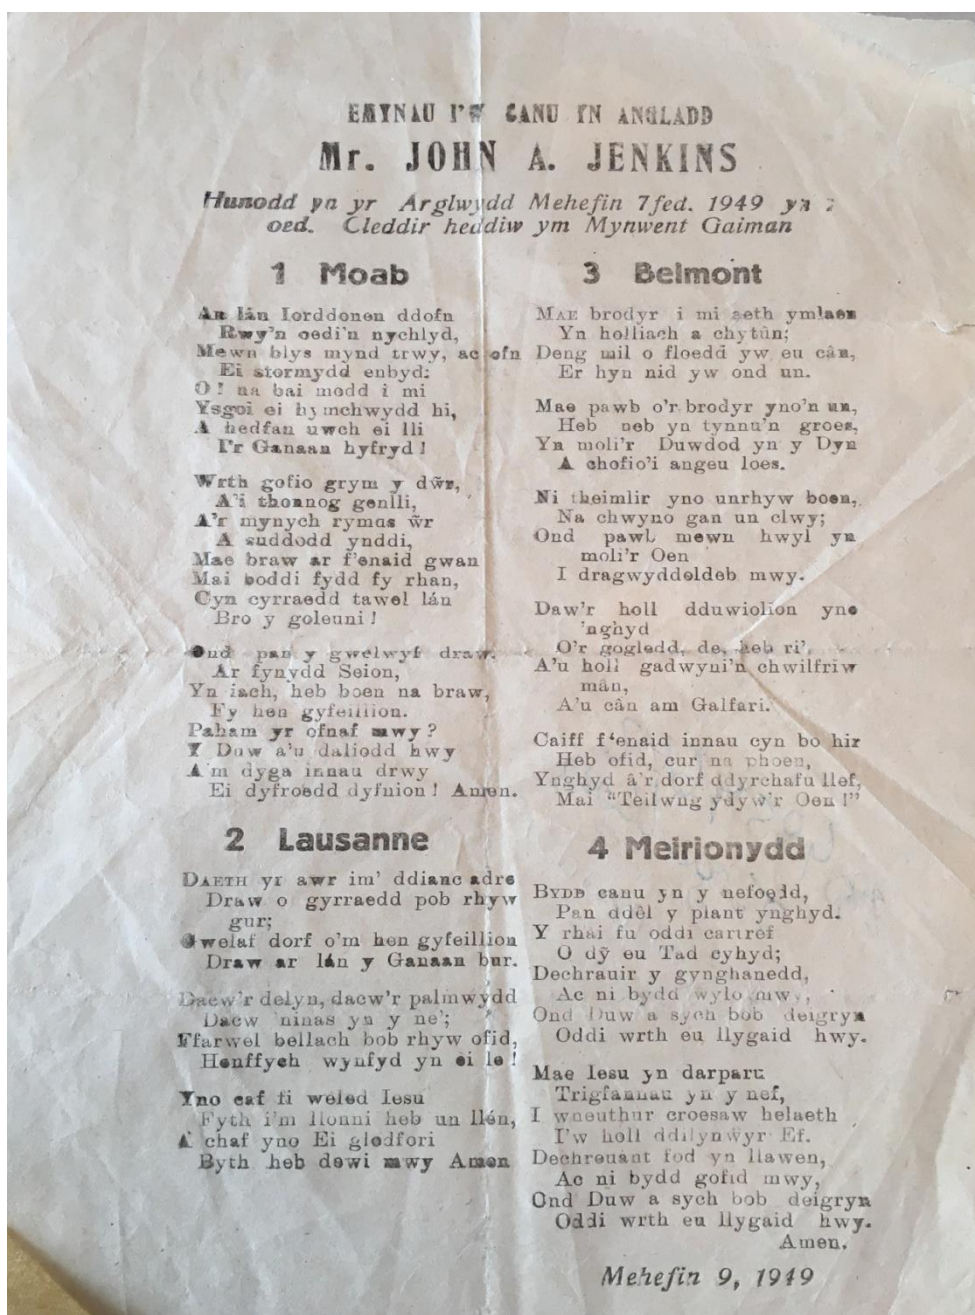 EMYNAU I'W CANU YN ANGLADD
Mr. JOHN A. JENKINS
Hunodd yn yr Arglwydd Mehefin 7fed. 1949 yn
oed. Cleddir heddiw ym Mynwent Gaiman
1 Moab
Ar lân Iorddonen ddofn
Rwy'n oedi'n nychlyd,
Mewn blys mynd trwy, ac ofn
Ei stormydd enbyd;
O! na bai modd i mi
Ysgoi ei hymchwydd hi,
A hedfan uwch ei lli
I'r Ganaan hyfryd!
Wrth gofio grym y dŵr,
A'i thonnog genlli,
A'r mynych rymus ŵr
A suddodd ynddi,
Mae braw ar f'enaid gwan
Mai boddi fydd fy rhan,
Cyn cyrraedd tawel lán
Bro y goleuni!
Ond pan y gwelwyf draw.
Ar fynydd Seion,
Yn iach, heb boen na braw,
Fy hen gyfeillion.
Paham yr ofnaf mwy?
Y Duw a'u daliodd hwy
A'm dyga innau drwy
Ei dyfroedd dyfnion! Amen.
2 Lausanne
DAETH yr awr im' ddianc adre
Draw o gyrraedd pob rhyw
gur;
Gwelaf dorf o'm hen gyfeillion
Draw ar lán y Ganaan bur.
Dacw'r delyn, dacw'r palmwydd
Dacw 'ninas yn y ne';
Ffarwel bellach bob rhyw ofid,
Henffych wynfyd yn ei le!
Yno caf fi weled Iesu
Fyth i'm llonni heb un llén,
A chaf yno Ei glodfori
Byth heb dewi mwy Amen
3 Belmont
MAE brodyr i mi aeth ymlaen
Yn holliach a chytûn;
Deng mil o floedd yw eu cân,
Er hyn nid yw ond un.
Mae pawb o'r brodyr yno'n un,
Heb neb yn tynnu'n groes,
Yn moli'r Duwdod yn y Dyn
A chofio'i angeu loes.
Ni theimlir yno unrhyw boen,
Na chwyno gan un clwy;
Ond pawb mewn hwyl yn
moli'r Oen
I dragwyddoldeb mwy.
Daw'r holl dduwiolion yno
'nghyd
O'r gogledd, de, heb ri',
A'u holl gadwyni'n chwilfriw
mân,
A'u cân am Galfari.
Caiff f'enaid innau cyn bo hir
Heb ofid, cur na phoen,
Ynghyd â'r dorf ddyrchafu llef,
Mai "Teilwng ydyw'r Oen!"
4 Meirionydd
BYDD canu yn y nefoedd,
Pan ddêl y plant ynghyd.
Y rhai fu oddi cartref
O dŷ eu Tad cyhyd;
Dechrauir y gynghanedd,
Ac ni bydd wylo mwy,
Ond Duw a sych bob deigryn
Oddi wrth eu llygaid hwy.
Mae Iesu yn darparu
Trigfannau yn y nef,
I wneuthur croesaw helaeth
I'w holl ddilynwyr Ef.
Dechreuant fod yn llawen,
Ac ni bydd gofid mwy,
Ond Duw a sych bob deigryn
Oddi wrth eu llygaid hwy.
Amen.
Mehefin 9, 1949